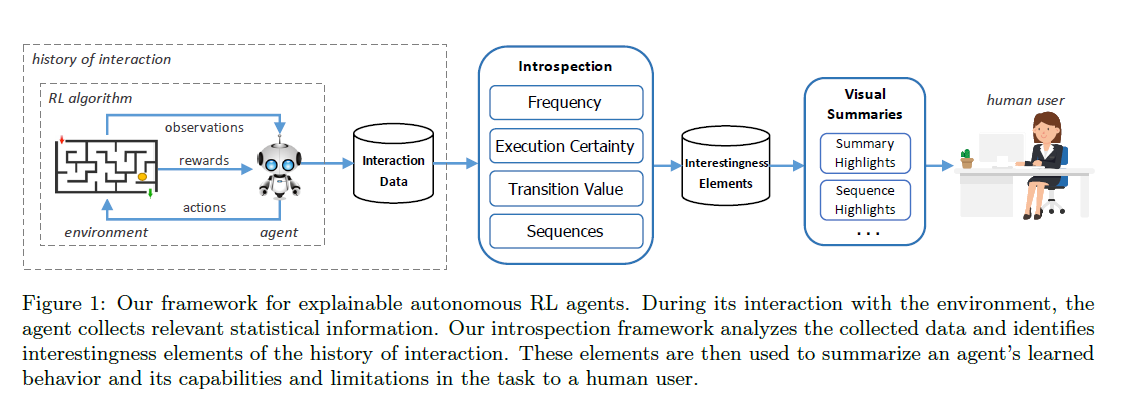 history of interaction
RL algorithm
observations
rewards
actions
environment
agent
Interaction
Data
Introspection
Frequency
Execution Certainty
Transition Value
Sequences
Interestingness
Elements
Visual
Summaries
Summary
Highlights
Sequence
Highlights
...
human user
Figure 1: Our framework for explainable autonomous RL agents. During its interaction with the environment, the
agent collects relevant statistical information. Our introspection framework analyzes the collected data and identifies
interestingness elements of the history of interaction. These elements are then used to summarize an agent's learned
behavior and its capabilities and limitations in the task to a human user.